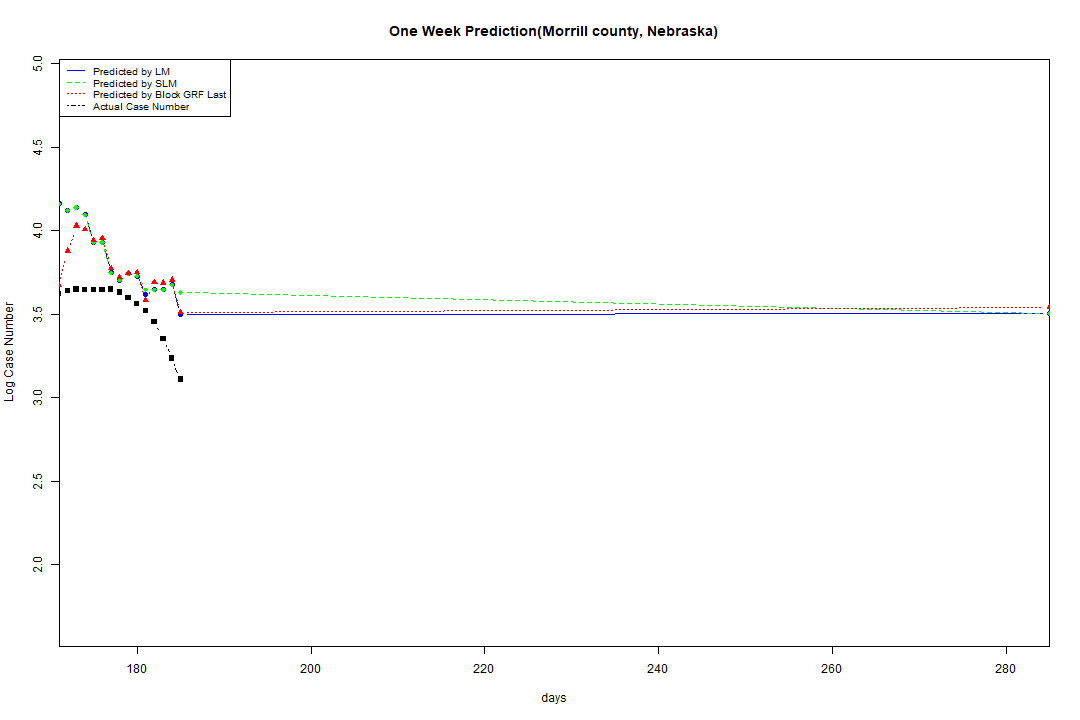 One Week Prediction(Morrill county, Nebraska)
Predicted by LM
Predicted by SLM
Predicted by Block GRF Last
Actual Case Number
5.0
4.5
4.0
3.5
3.0
2.5
2.0
Log Case Number
180 200 220 240 260 280
days